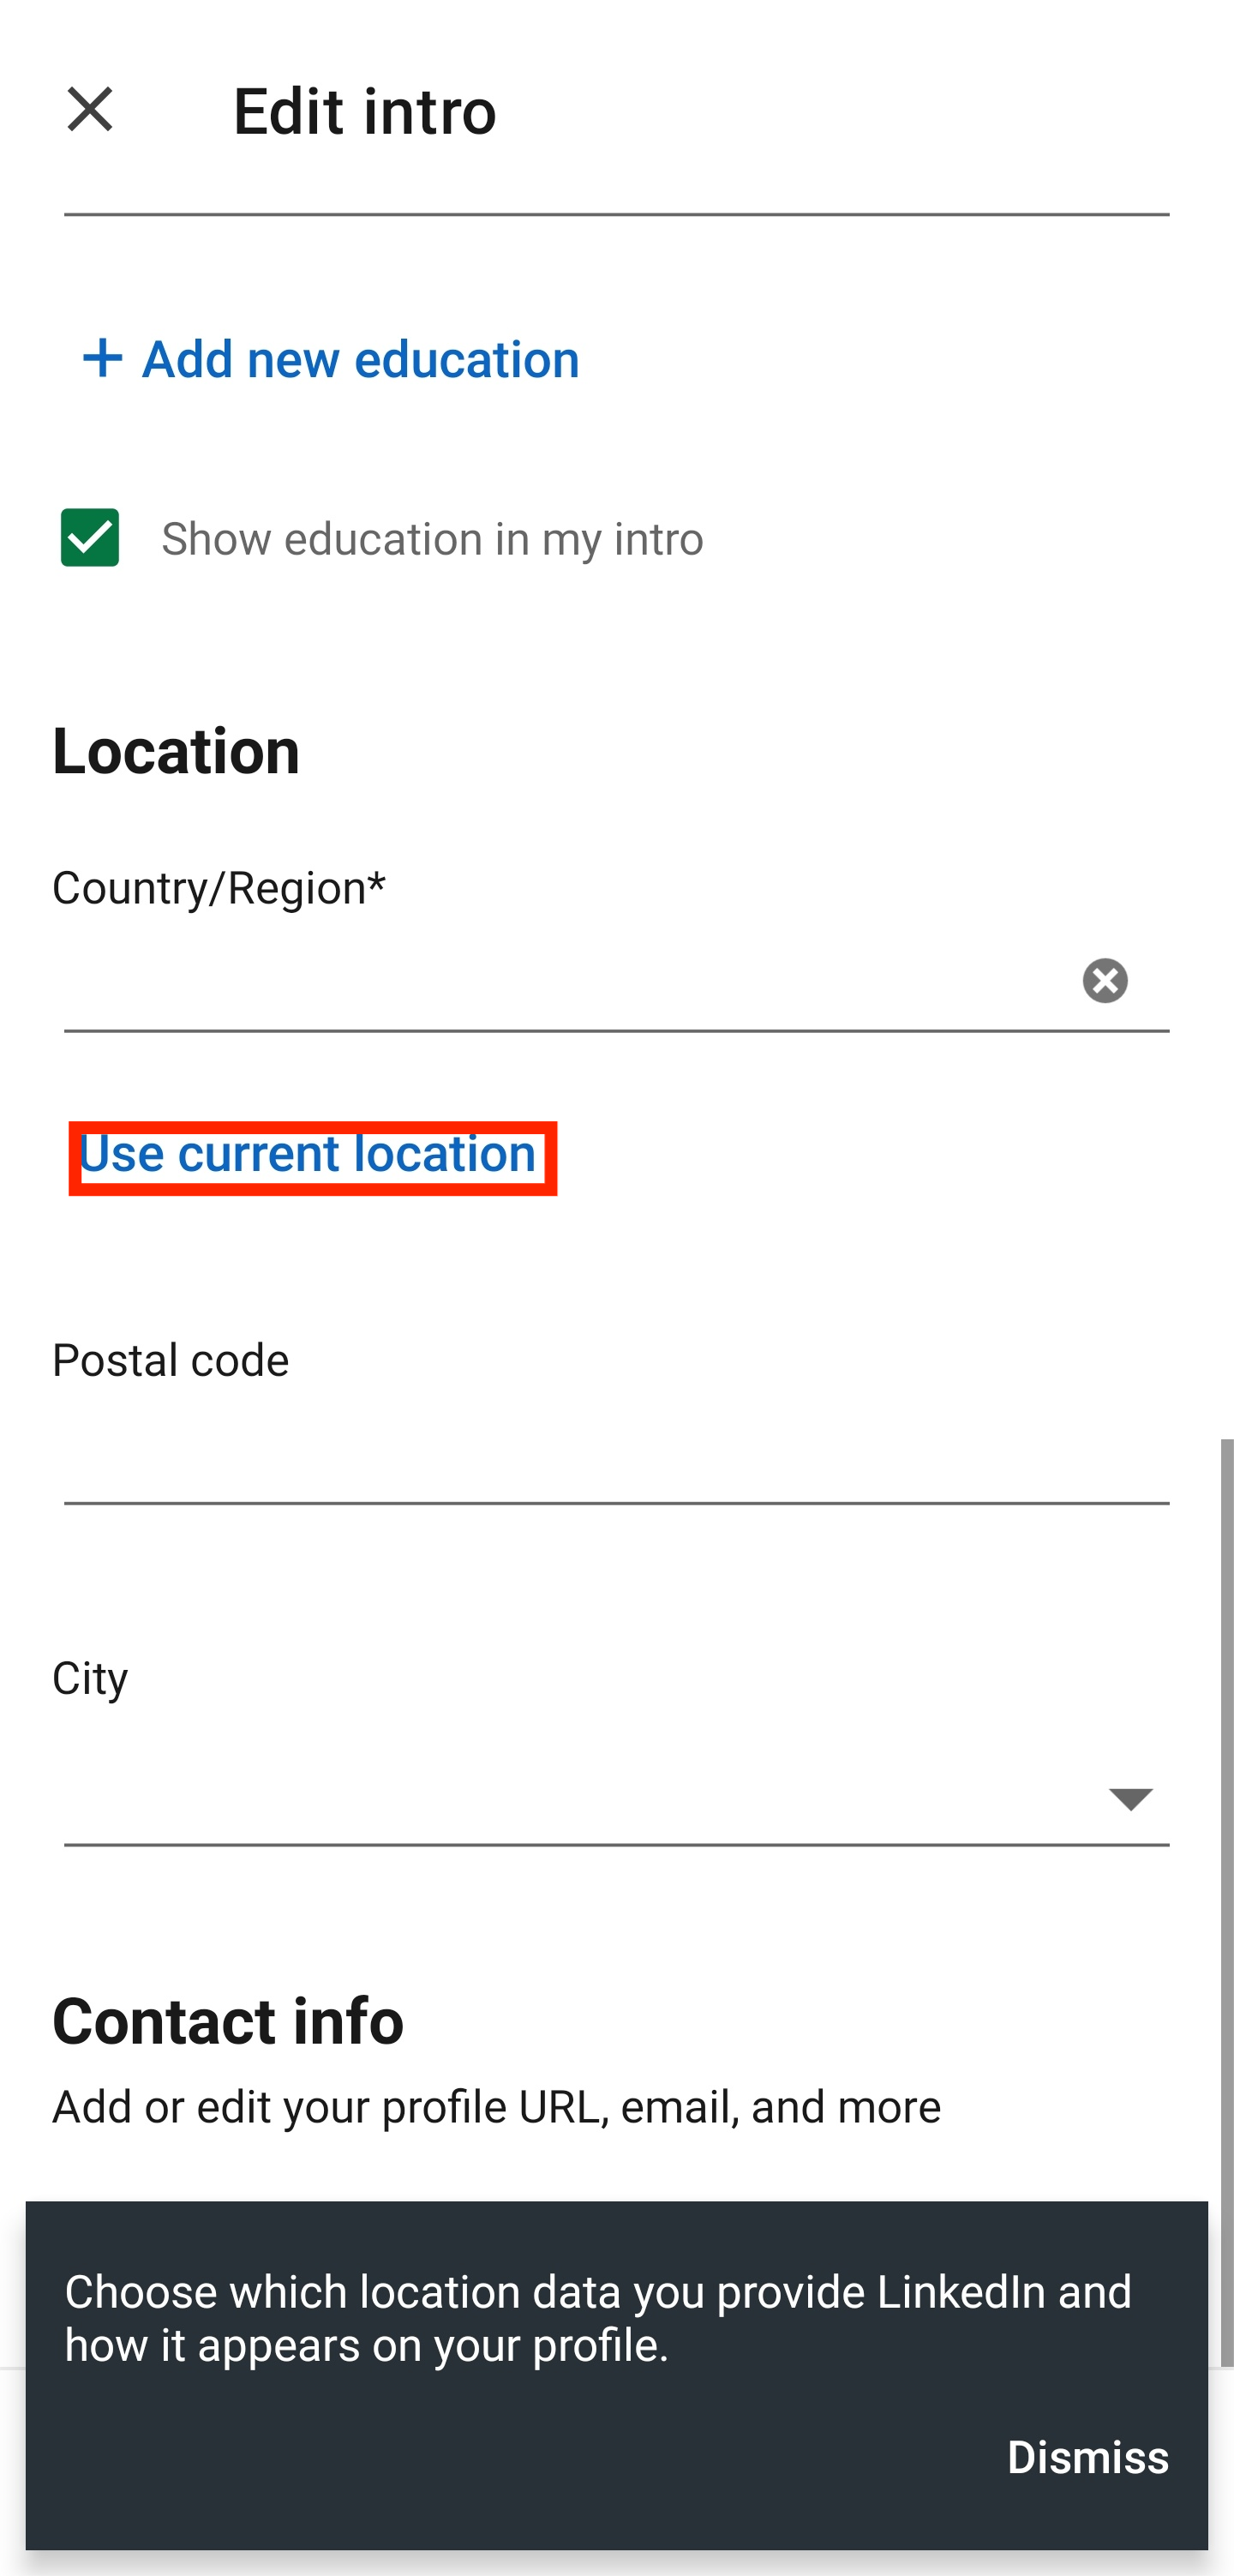 Edit intro
+ Add new education
Show education in my intro
Location
Country/Region*
Use current location
Postal code
City
Contact info
Add or edit your profile URL, email, and more
Choose which location data you provide LinkedIn and
how it appears on your profile.
Dismiss